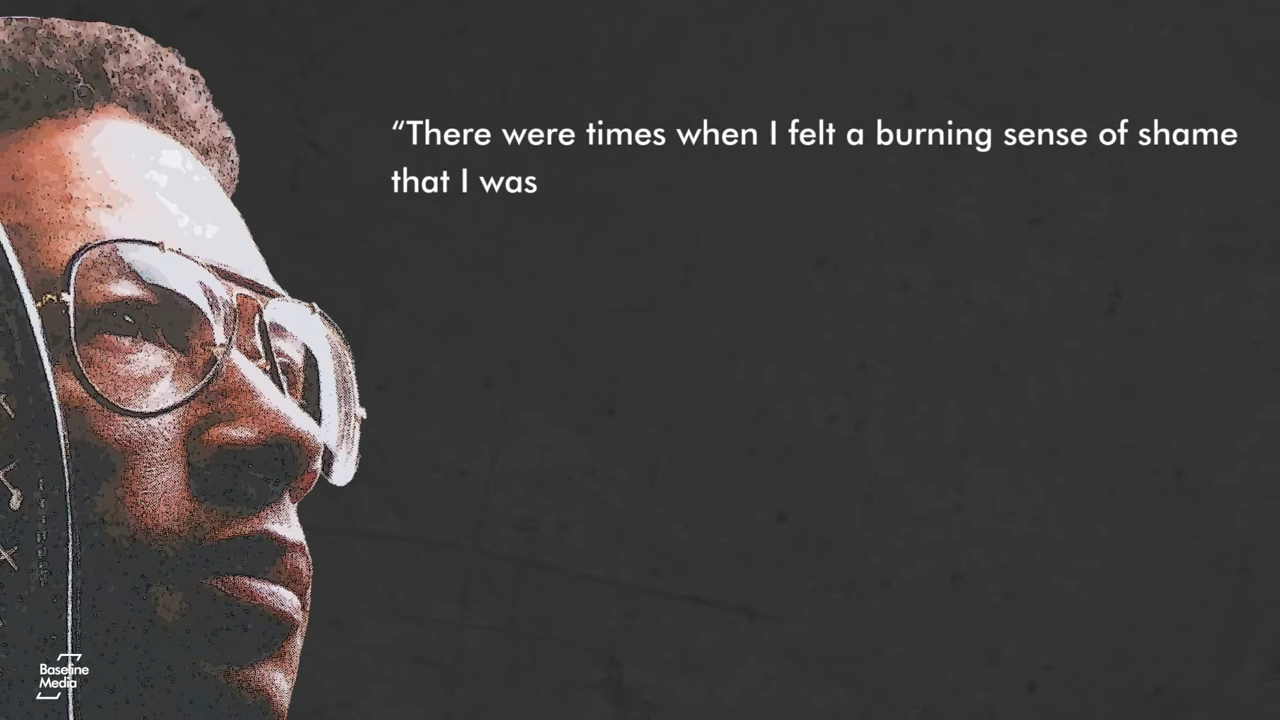 “There were times when I felt a burning sense of shame
that I was
Baseline
Media